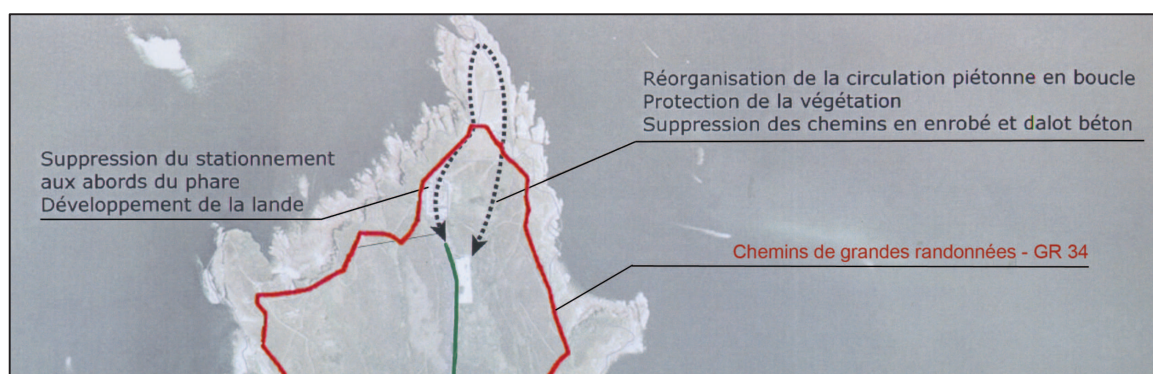 Réorganisation de la circulation piétonne en boucle
Protection de la végétation
Suppression des chemins en enrobé et dalot béton
Suppression du stationnement
aux abords du phare
Développement de la lande
Chemins de grandes randonnées - GR 34